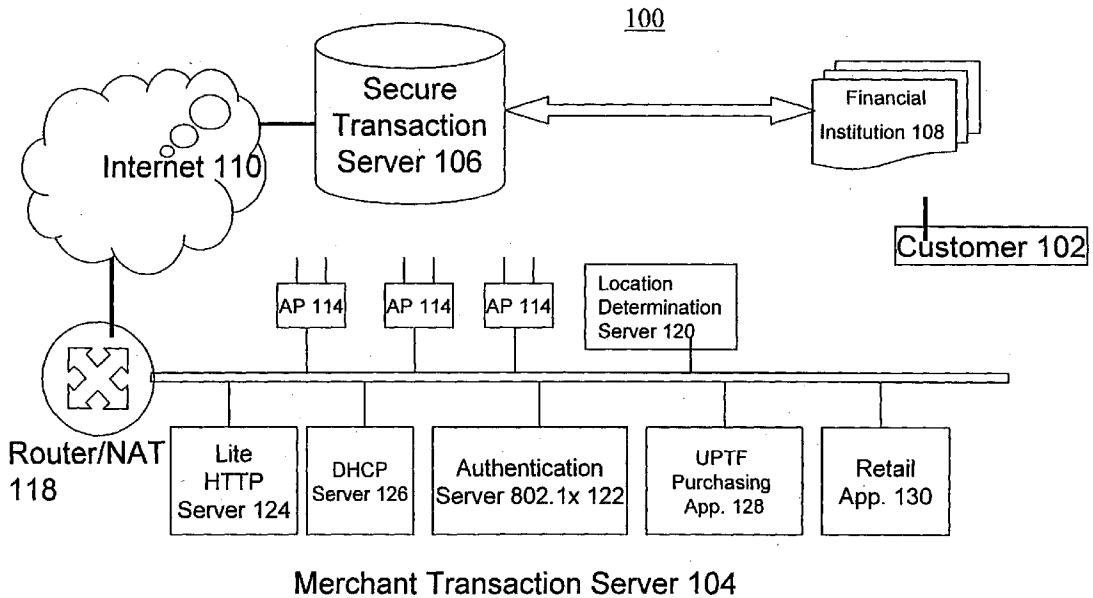 100
Secure
Transaction
Server 106
Financial
Institution 108
Internet 110
Customer 102
AP 114
AP 114
AP 114
Location
Determination
Server 120
Router/NAT
118
Lite
HTTP
Server 124
DHCP
Server 126
Authentication
Server 802.1x 122
UPTF
Purchasing
App. 128
Retail
App. 130
Merchant Transaction Server 104